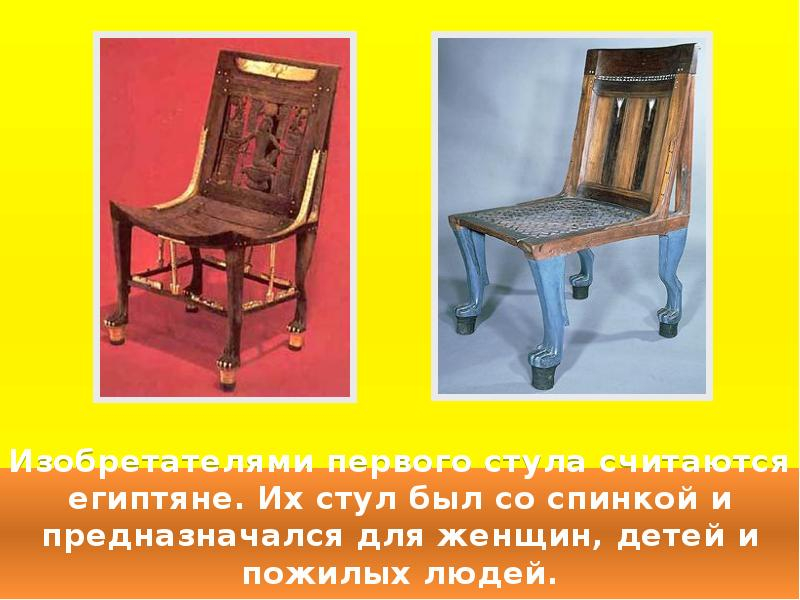 Изобретателями первого стула считаются
египтяне. Их стул был со спинкой и
предназначался для женщин, детей и
пожилых людей.